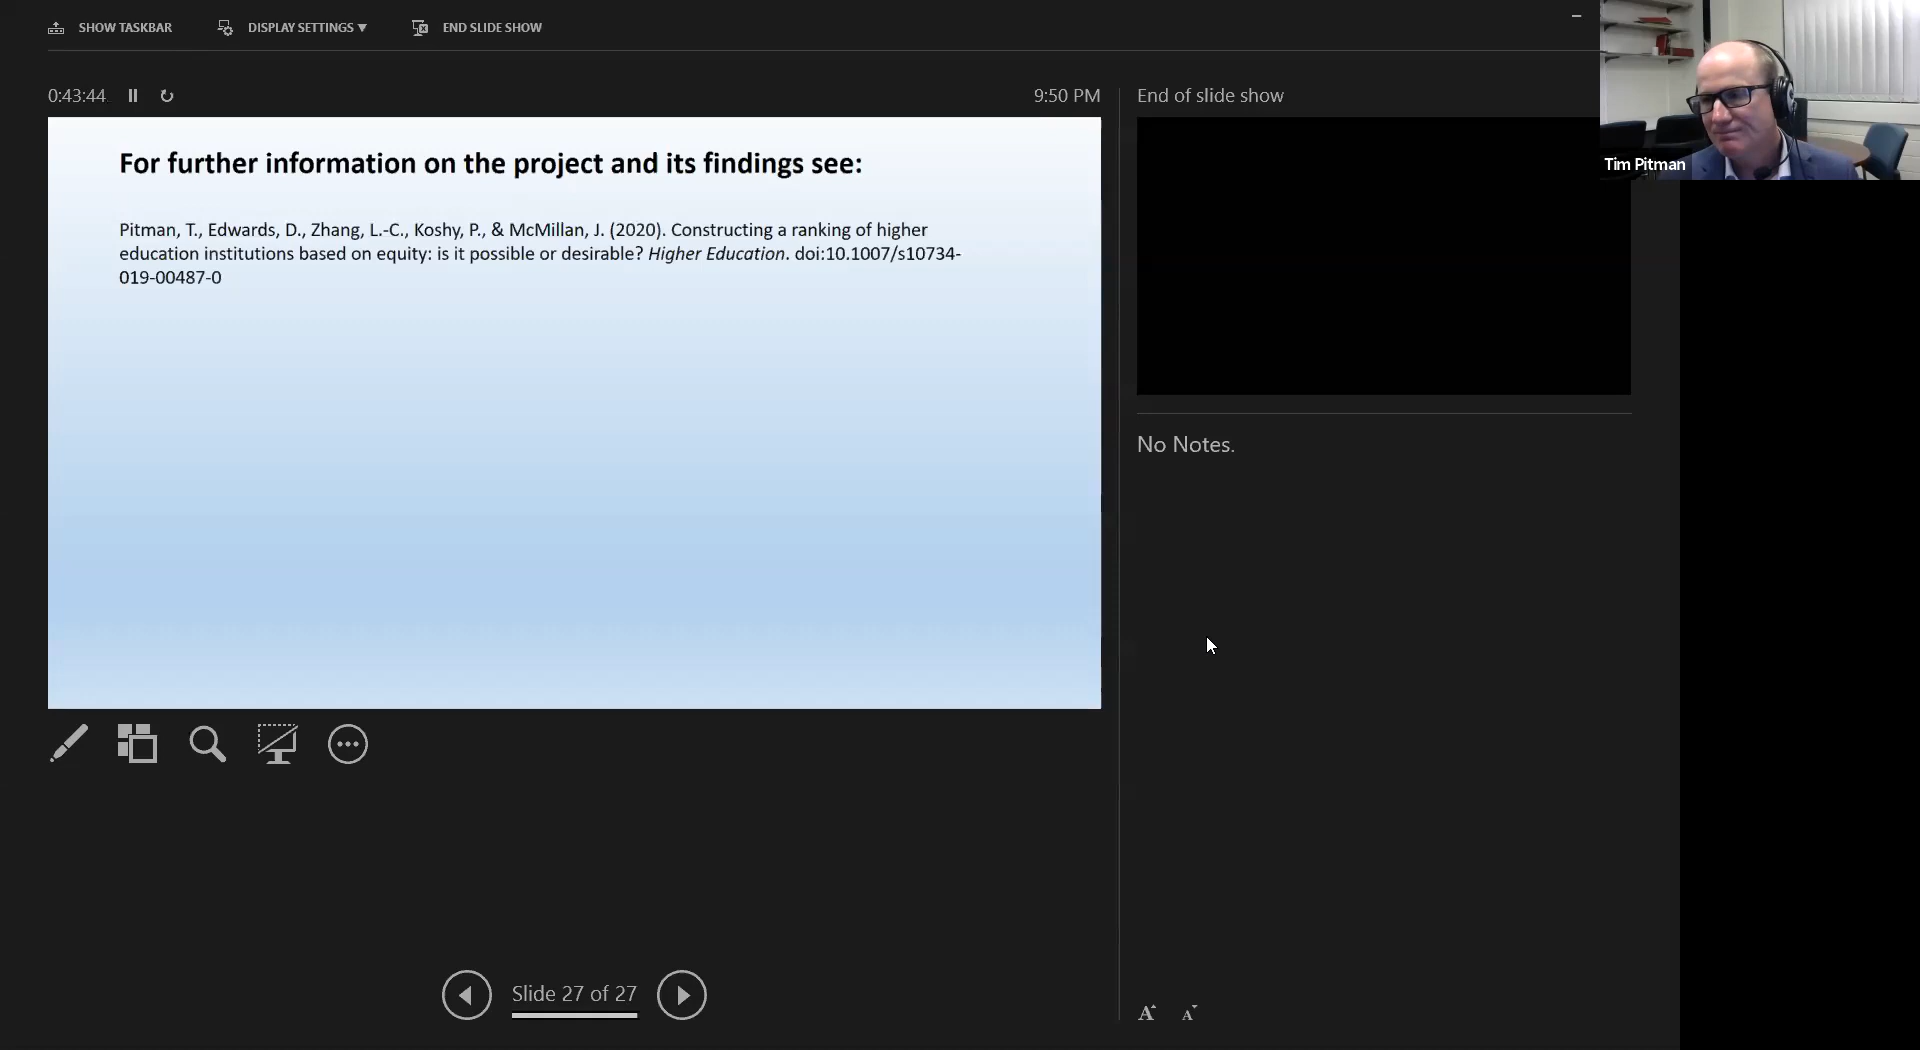 SHOW TASKBAR
DISPLAY SETTINGS
END SLIDE SHOW
0:43:44
9:50 PM
End of slide show
Tim Pitman
For further information on the project and its findings see:
Pitman, T., Edwards, D., Zhang, L.-C., Koshy, P., & McMillan, J. (2020). Constructing a ranking of higher
education institutions based on equity: is it possible or desirable? Higher Education. doi:10.1007/s10734-
019-00487-0
No Notes.
Slide 27 of 27
A A